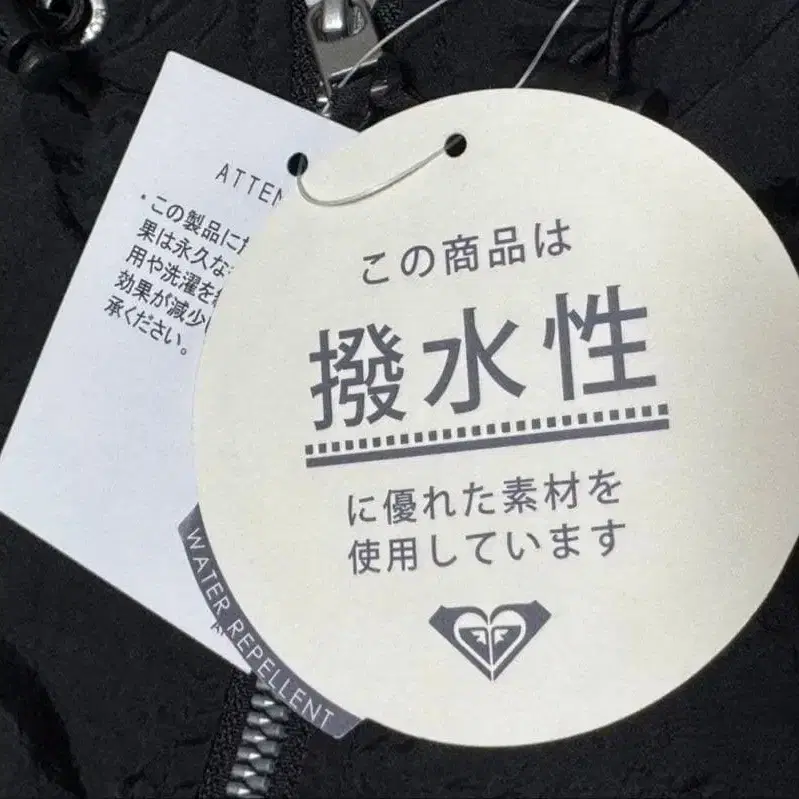 ATTEN
・この製品に
果は永久な
用や洗濯を
効果が減少
承ください。
この商品は
撥水性
に優れた素材を
使用しています
WATER REPELLENT